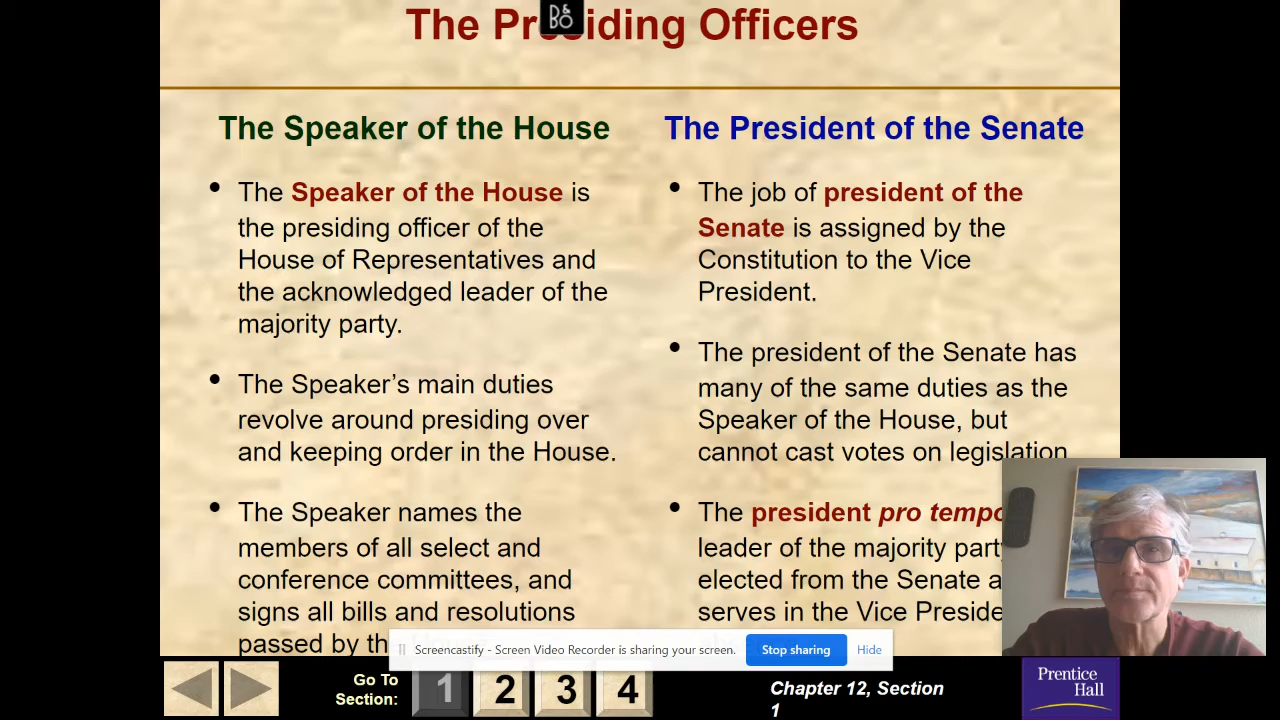 The Pr iding Officers
B&O
The Speaker of the House
• The Speaker of the House is
the presiding officer of the
House of Representatives and
the acknowledged leader of the
majority party.
• The Speaker’s main duties
revolve around presiding over
and keeping order in the House.
• The Speaker names the
members of all select and
conference committees, and
signs all bills and resolutions
passed by th
The President of the Senate
• The job of president of the
Senate is assigned by the
Constitution to the Vice
President.
• The president of the Senate has
many of the same duties as the
Speaker of the House, but
cannot cast votes on legislation
• The president pro tempo
leader of the majority party
elected from the Senate a
serves in the Vice Preside
Screencastify - Screen Video Recorder is sharing your screen.
Stop sharing
Hide
Go To
Section:
1 2 3 4
Chapter 12, Section
1
Prentice
Hall